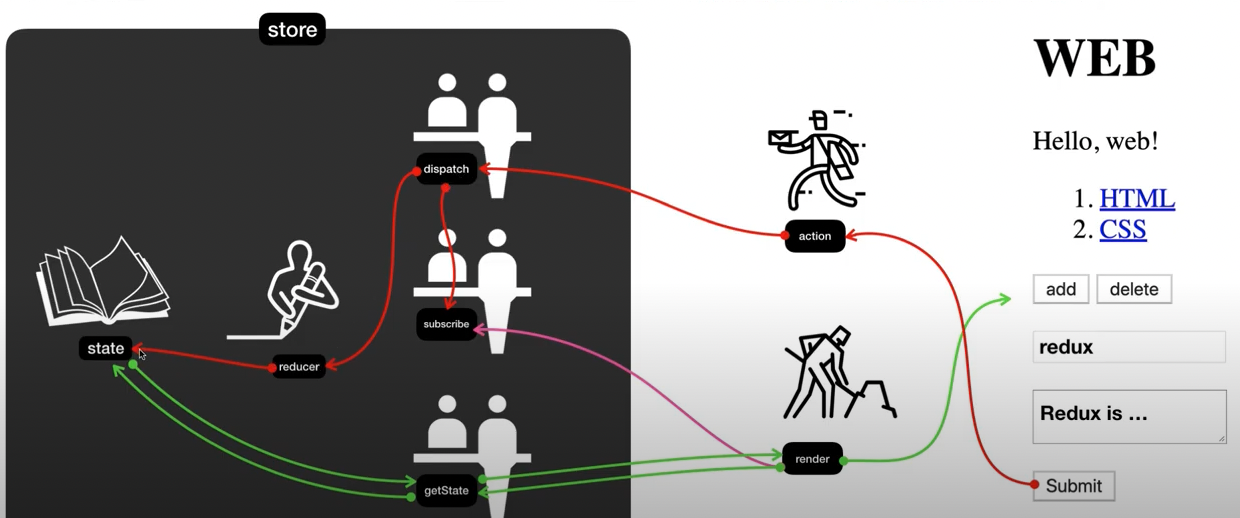 store
dispatch
subscribe
state
reducer
getState
action
render
WEB
Hello, web!
1. HTML
2. CSS
add delete
redux
Redux is ...
Submit